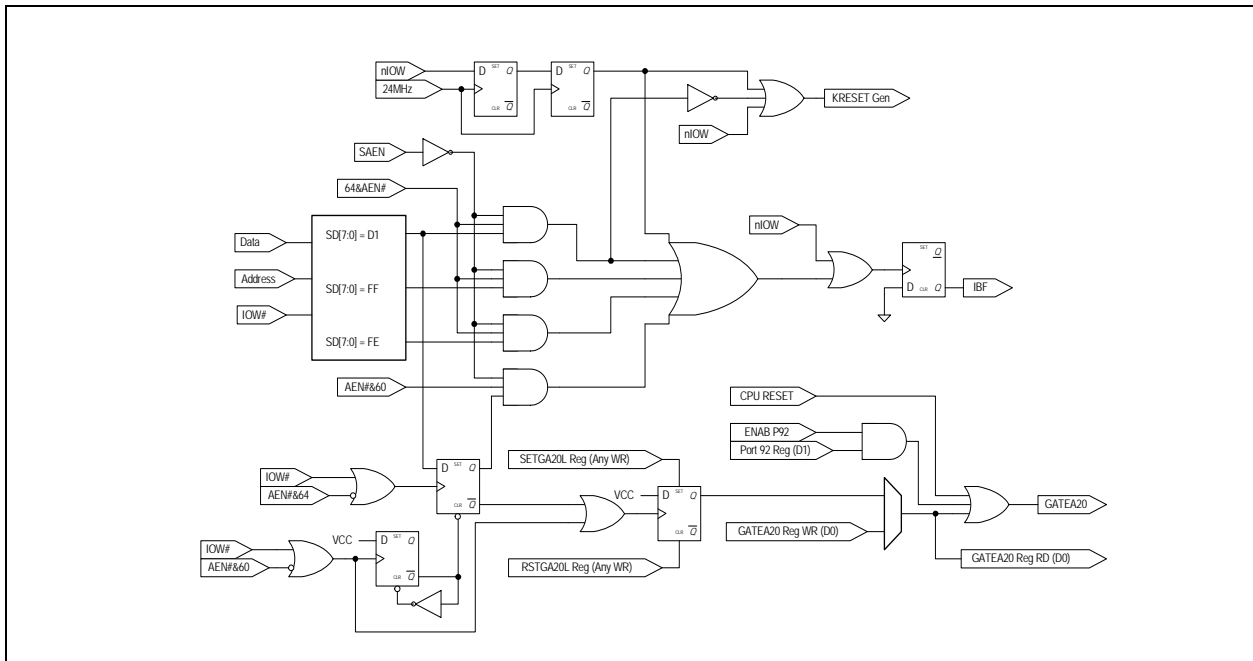 nIOW
24MHz
D SET Q
CLR Q
D SET Q
CLR Q
KRESET Gen
nIOW
SAEN
64&AEN#
Data
Address
IOW#
SD[7:0] = D1
SD[7:0] = FF
SD[7:0] = FE
AEN#&60
nIOW
SET Q
D CLR Q
IBF
CPU RESET
ENAB P92
Port 92 Reg (D1)
GATEA20
IOW#
AEN#&64
D SET Q
CLR Q
SETGA20L Reg (Any WR)
VCC
D SET Q
CLR Q
RSTGA20L Reg (Any WR)
GATEA20 Reg WR (D0)
GATEA20 Reg RD (D0)
IOW#
AEN#&60
VCC
D SET Q
CLR Q